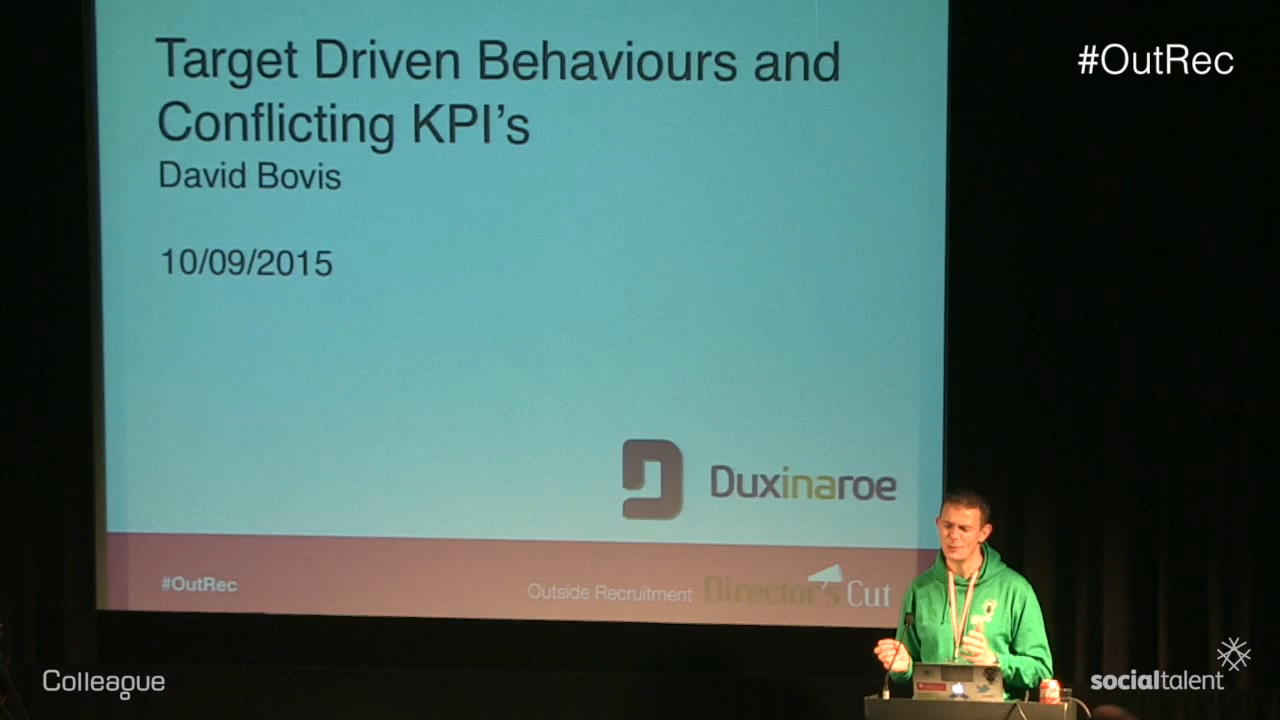 Target Driven Behaviours and
Conflicting KPI's
David Bovis
10/09/2015
#OutRec
Duxinaroe
#OutRec
Outside Recruitment Director's Cut
Colleague
socialtalent